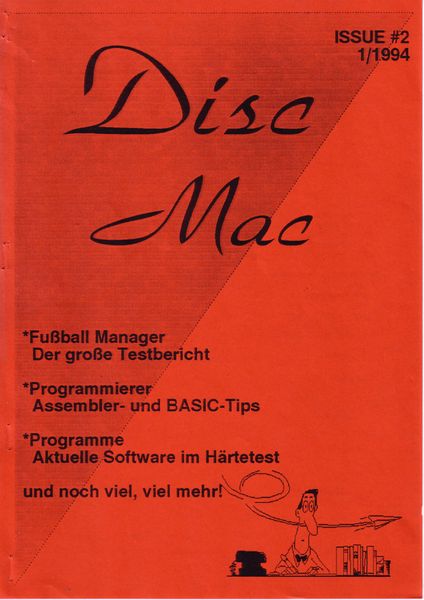 ISSUE #2
1/1994
Disc
Mac
*Fußball Manager
Der große Testbericht
*Programmierer
Assembler- und BASIC-Tips
*Programme
Aktuelle Software im Härtetest
und noch viel, viel mehr!